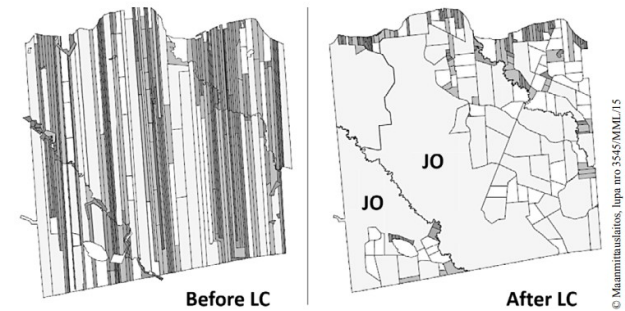 JO
JO
Before LC
After LC
© Maanmittauslaitos, lupa nro 3545/MML/15